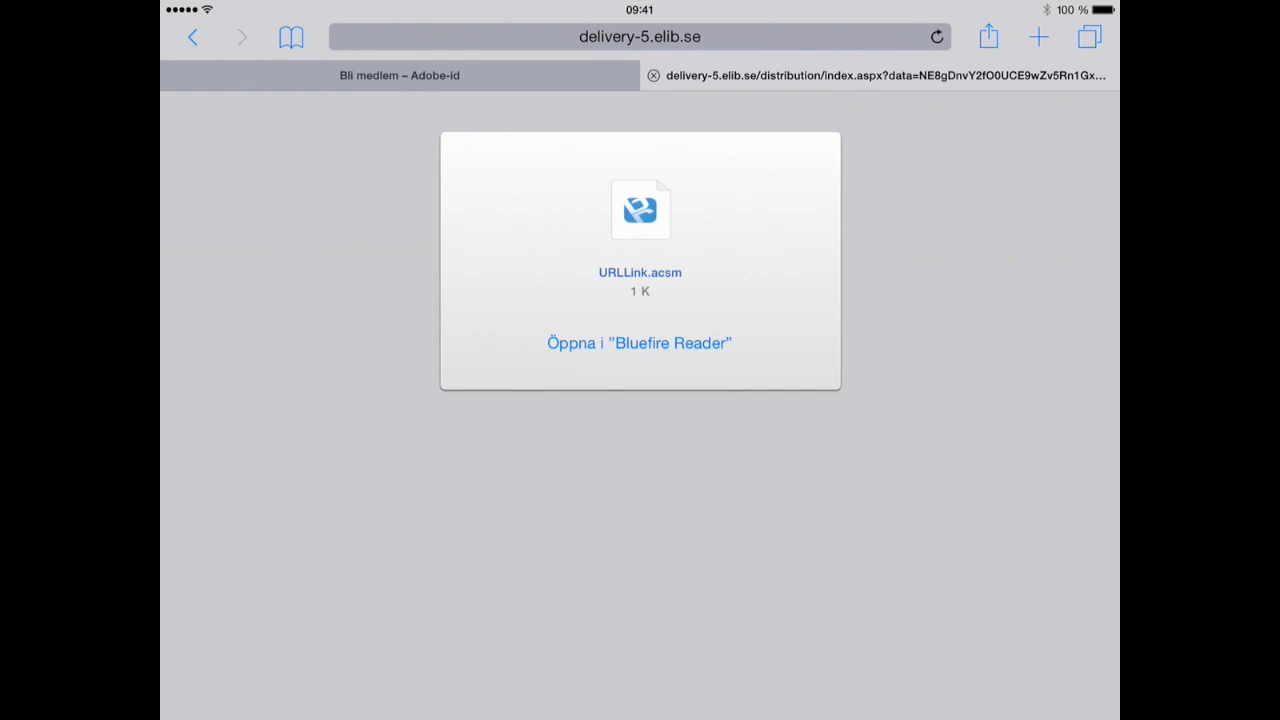 09:41
100 %
delivery-5.elib.se
Bli medlem – Adobe-id
delivery-5.elib.se/distribution/index.aspx?data=NE8gDnvY2fO0UCE9wZv5Rn1Gx...
URLLink.acsm
1 K
Öppna i ”Bluefire Reader”